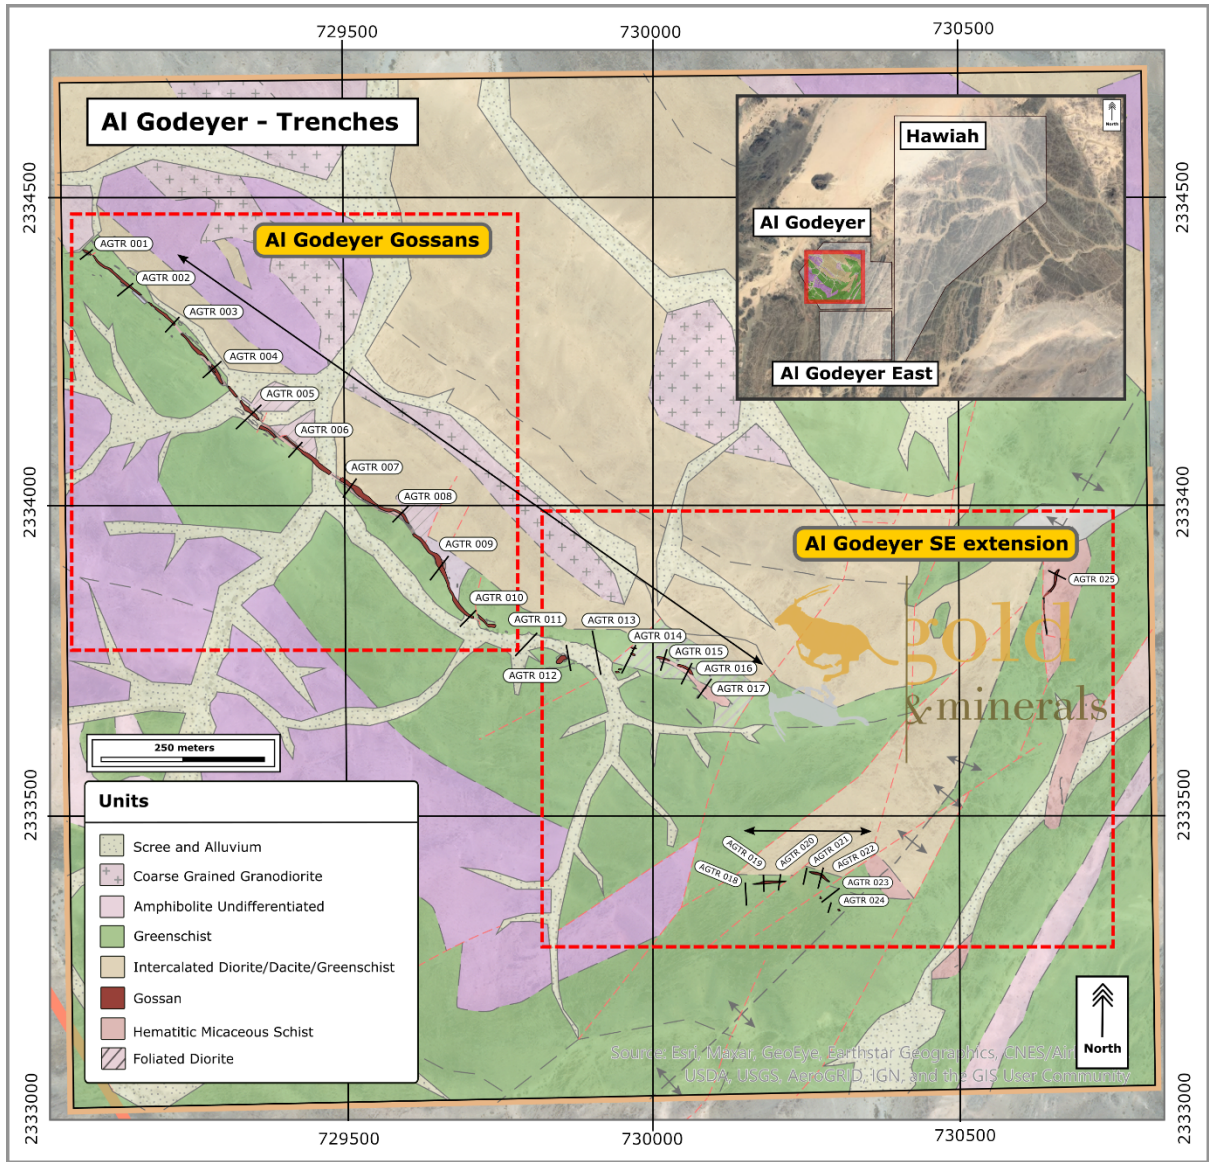 729500
730000
730500
Al Godeyer - Trenches
Hawiah
North
Al Godeyer
Al Godeyer East
2334500
2334500
Al Godeyer Gossans
AGTR 001
AGTR 002
AGTR 003
AGTR 004
AGTR 005
AGTR 006
AGTR 007
AGTR 008
AGTR 009
AGTR 010
2334000
2333400
Al Godeyer SE extension
AGTR 025
AGTR 011
AGTR 012
AGTR 013
AGTR 014
AGTR 015
AGTR 016
AGTR 017
gold
& minerals
250 meters
2333500
2333500
AGTR 018
AGTR 019
AGTR 020
AGTR 021
AGTR 022
AGTR 023
AGTR 024
Units
Scree and Alluvium
Coarse Grained Granodiorite
Amphibolite Undifferentiated
Greenschist
Intercalated Diorite/Dacite/Greenschist
Gossan
Hematitic Micaceous Schist
Foliated Diorite
North
Source: Esri, Maxar, GeoEye, Earthstar Geographics, CNES/Air
USDA, USGS, AeroGRID, IGN, and the GIS User Community
2333000
2333000
729500
730000
730500